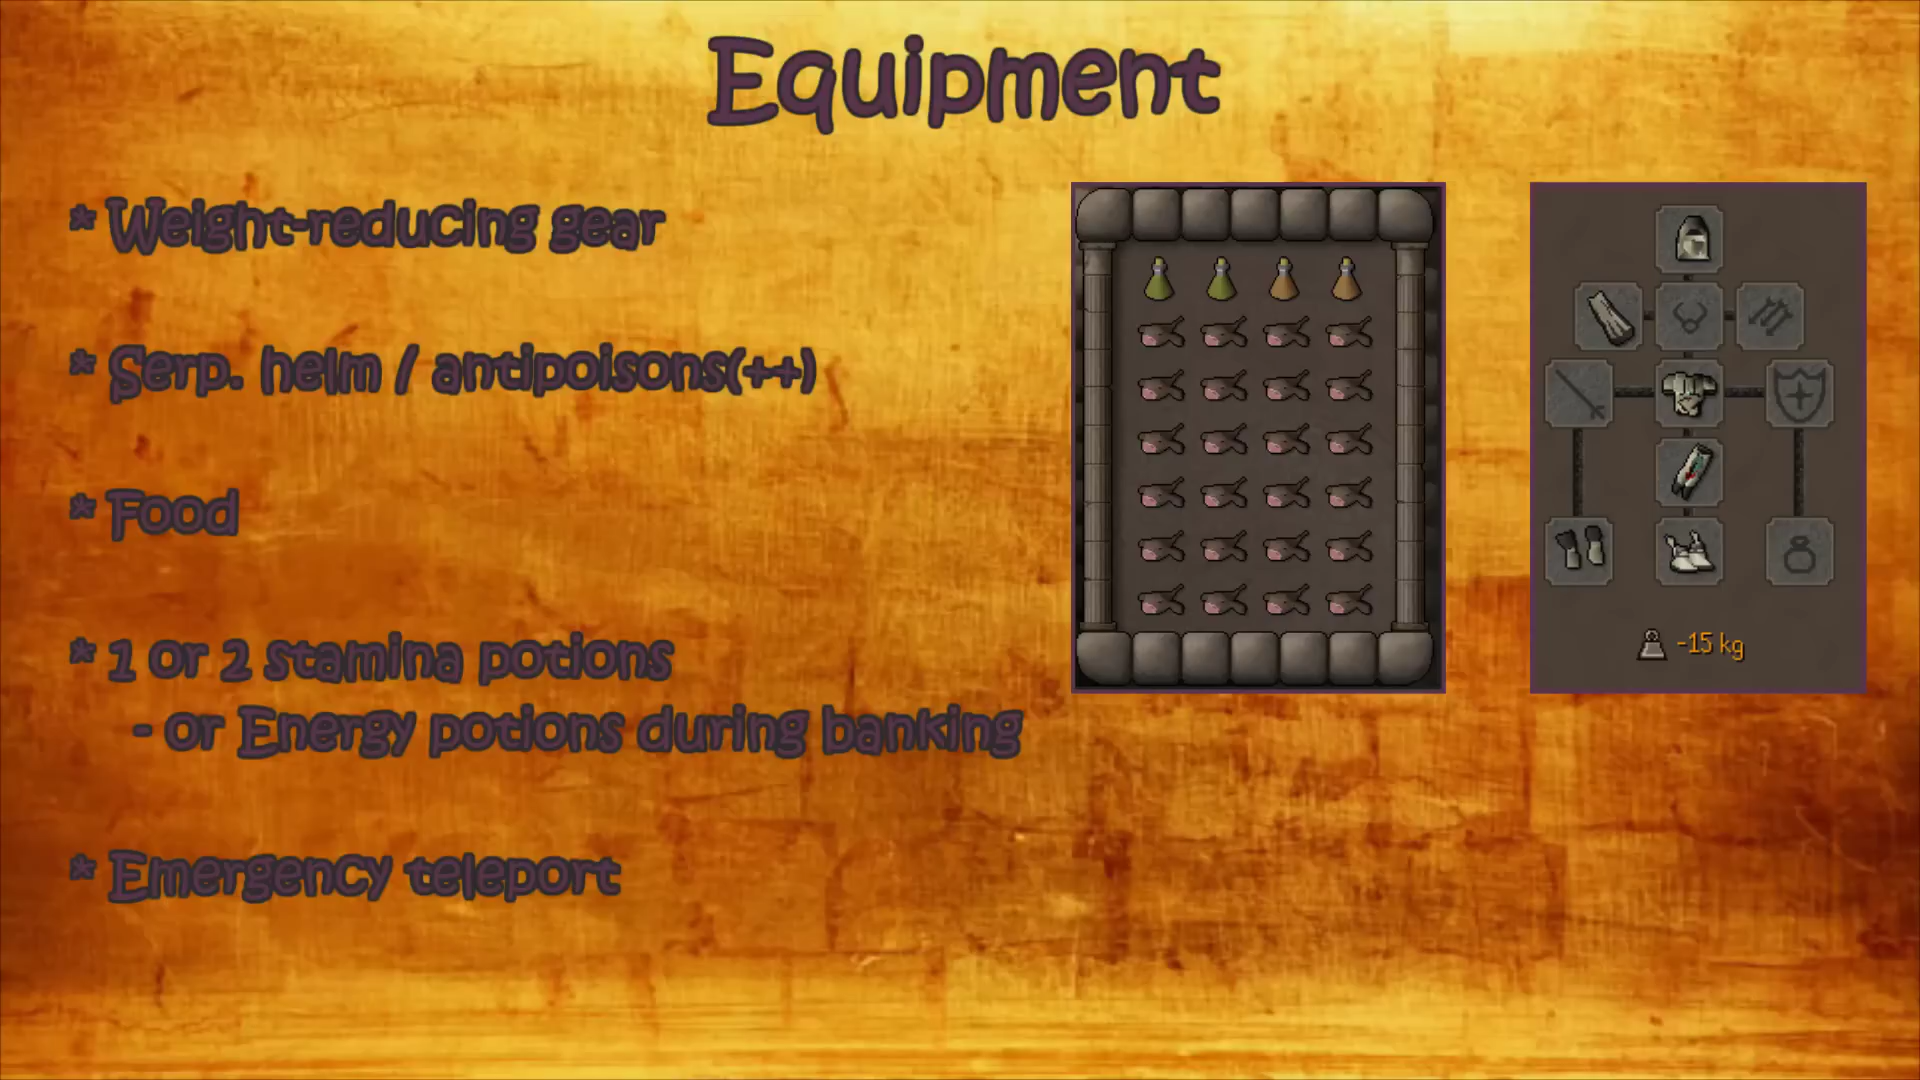 Equipment
* Weight-reducing gear
* Serp. helm / antipoisons(++)
* Food
* 1 or 2 stamina potions
- or Energy potions during banking
* Emergency teleport
-15 kg